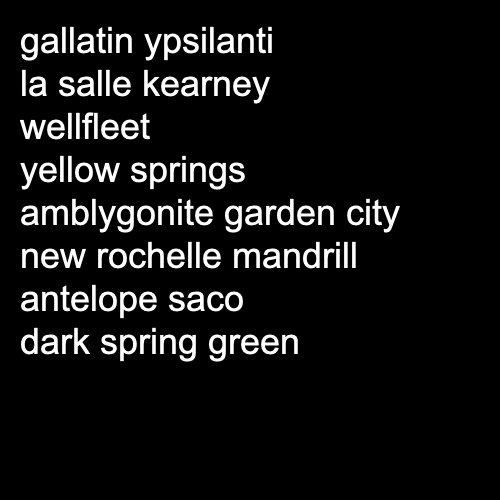 gallatin ypsilanti
la salle kearney
wellfleet
yellow springs
amblygonite garden city
new rochelle mandrill
antelope saco
dark spring green